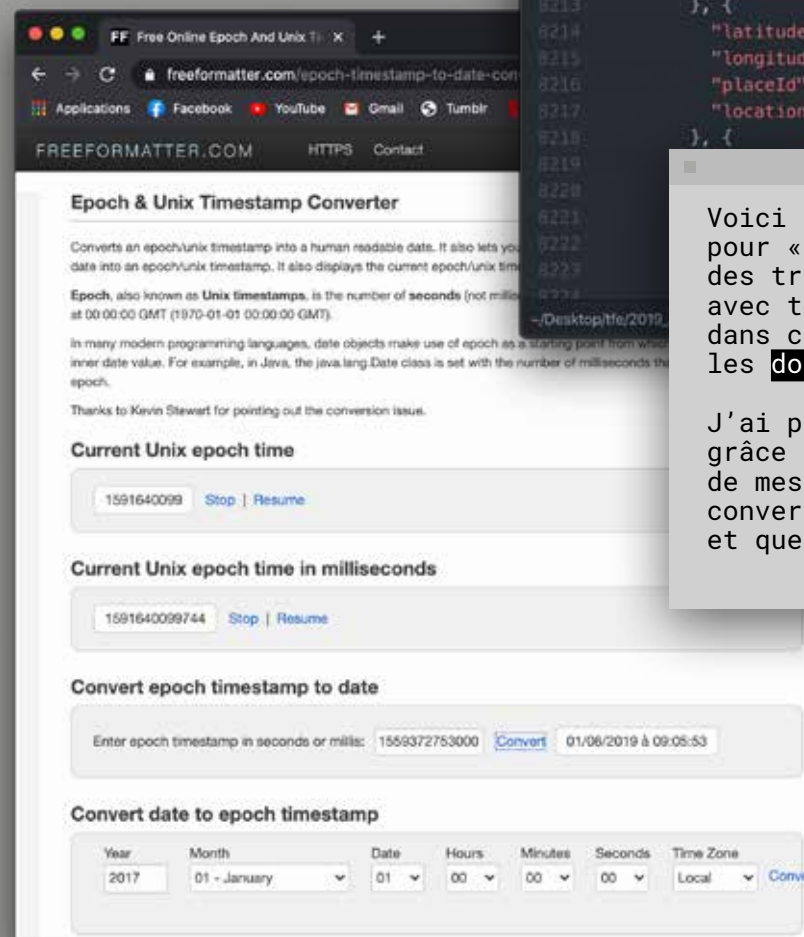 FF Free Online Epoch And Unix Ti
freeformatter.com/epoch-timestamp-to-date-con
Applications Facebook YouTube Gmail Tumblr
FREEFORMATTER.COM HTTPS Contact
Epoch & Unix Timestamp Converter
Converts an epoch/unix timestamp into a human readable date. It also lets you
date into an epoch/unix timestamp. It also displays the current epoch/unix time
Epoch, also known as Unix timestamps, is the number of seconds (not millise
at 00:00:00 GMT (1970-01-01 00:00:00 GMT).
In many modern programming languages, date objects make use of epoch as a starting point from which
inner date value. For example, in Java, the java.lang.Date class is set with the number of milliseconds tha
epoch.
Thanks to Kevin Stewart for pointing out the conversion issue.
Current Unix epoch time
1591640099 Stop | Resume
Current Unix epoch time in milliseconds
1591640099744 Stop | Resume
Convert epoch timestamp to date
Enter epoch timestamp in seconds or millis: 1559372753000 Convert 01/06/2019 à 09:05:53
Convert date to epoch timestamp
Year Month Date Hours Minutes Seconds Time Zone
2017 01 - January 01 00 00 00 Local Conve
8213 }, {
8214 "latitude
8215 "longitud
8216 "placeId"
8217 "location
8218 }, {
8219
8220
8221
8222
8223
~/Desktop/tfe/2019_
Voici
pour «
des tr
avec t
dans c
les do
J'ai p
grâce
de mes
conver
et que